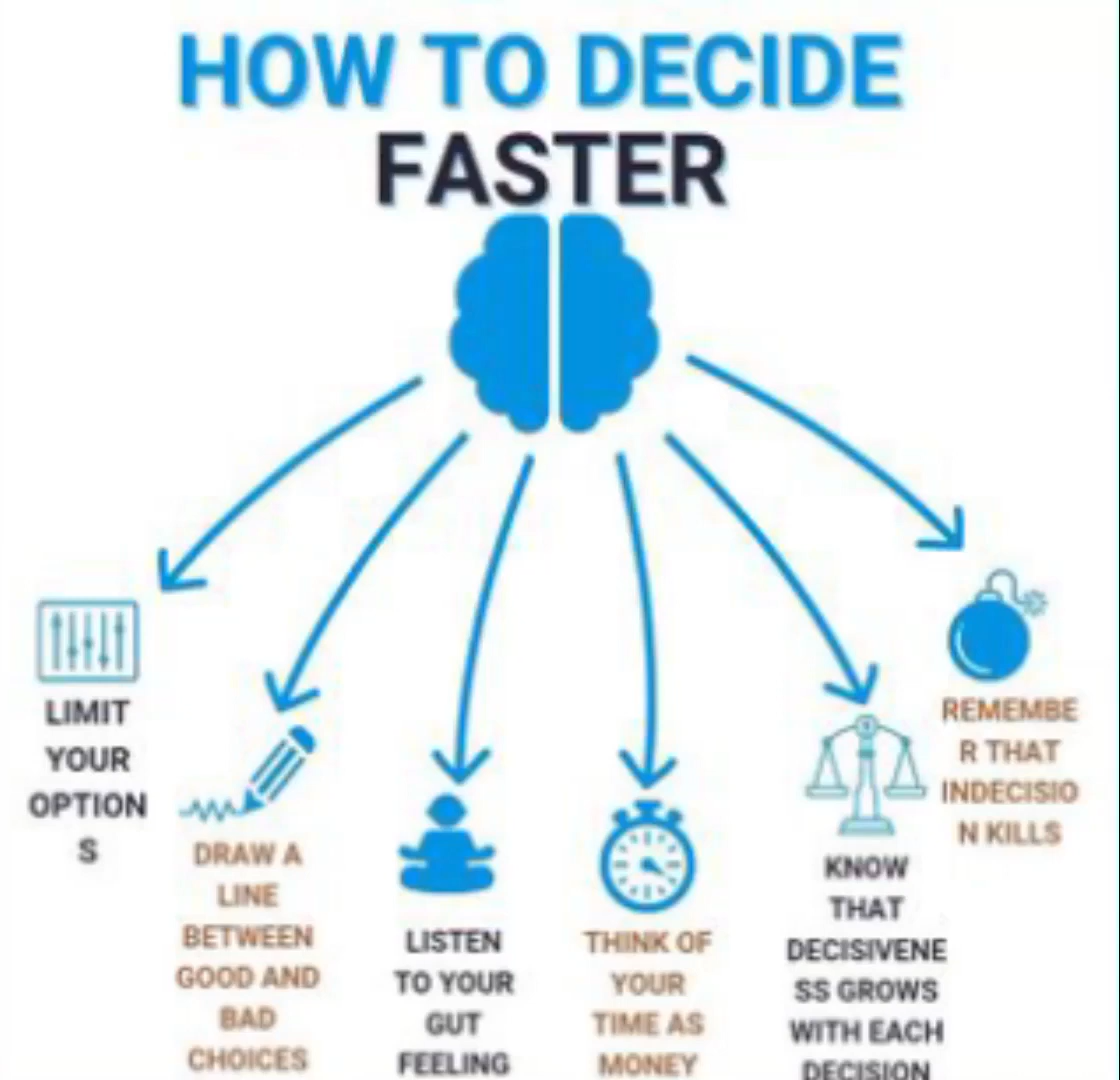 HOW TO DECIDE
FASTER
LIMIT
YOUR
OPTION
S
DRAW A
LINE
BETWEEN
GOOD AND
BAD
CHOICES
LISTEN
TO YOUR
GUT
FEELING
THINK OF
YOUR
TIME AS
MONEY
KNOW
THAT
DECISIVENE
SS GROWS
WITH EACH
DECISION
REMEMBE
R THAT
INDECISIO
N KILLS